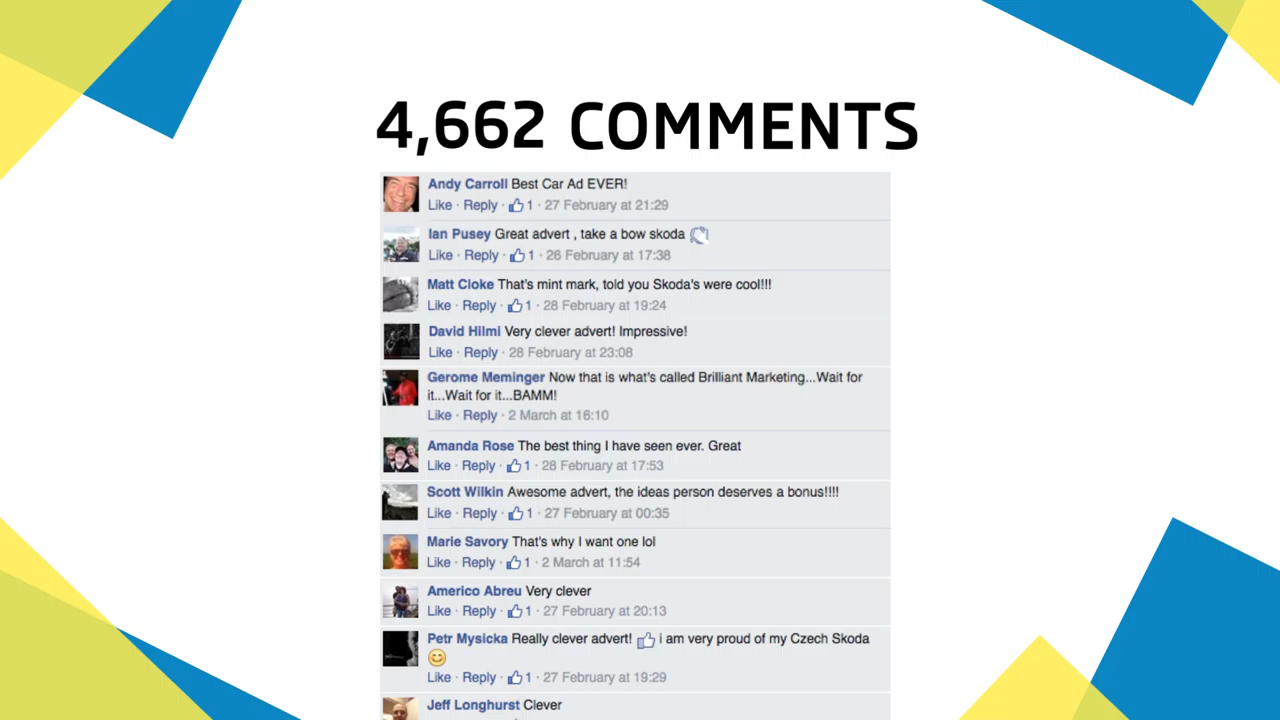 4,662 COMMENTS
Andy Carroll Best Car Ad EVER!
Like · Reply · 1 · 27 February at 21:29
Ian Pusey Great advert , take a bow skoda
Like · Reply · 1 · 26 February at 17:38
Matt Cloke That's mint mark, told you Skoda's were cool!!!
Like · Reply · 1 · 28 February at 19:24
David Hilmi Very clever advert! Impressive!
Like · Reply · 28 February at 23:08
Gerome Meminger Now that is what's called Brilliant Marketing...Wait for
it...Wait for it...BAMM!
Like · Reply · 2 March at 16:10
Amanda Rose The best thing I have seen ever. Great
Like · Reply · 1 · 28 February at 17:53
Scott Wilkin Awesome advert, the ideas person deserves a bonus!!!!
Like · Reply · 1 · 27 February at 00:35
Marie Savory That's why I want one lol
Like · Reply · 1 · 2 March at 11:54
Americo Abreu Very clever
Like · Reply · 1 · 27 February at 20:13
Petr Mysicka Really clever advert! 👍 i am very proud of my Czech Skoda
😊
Like · Reply · 1 · 27 February at 19:29
Jeff Longhurst Clever